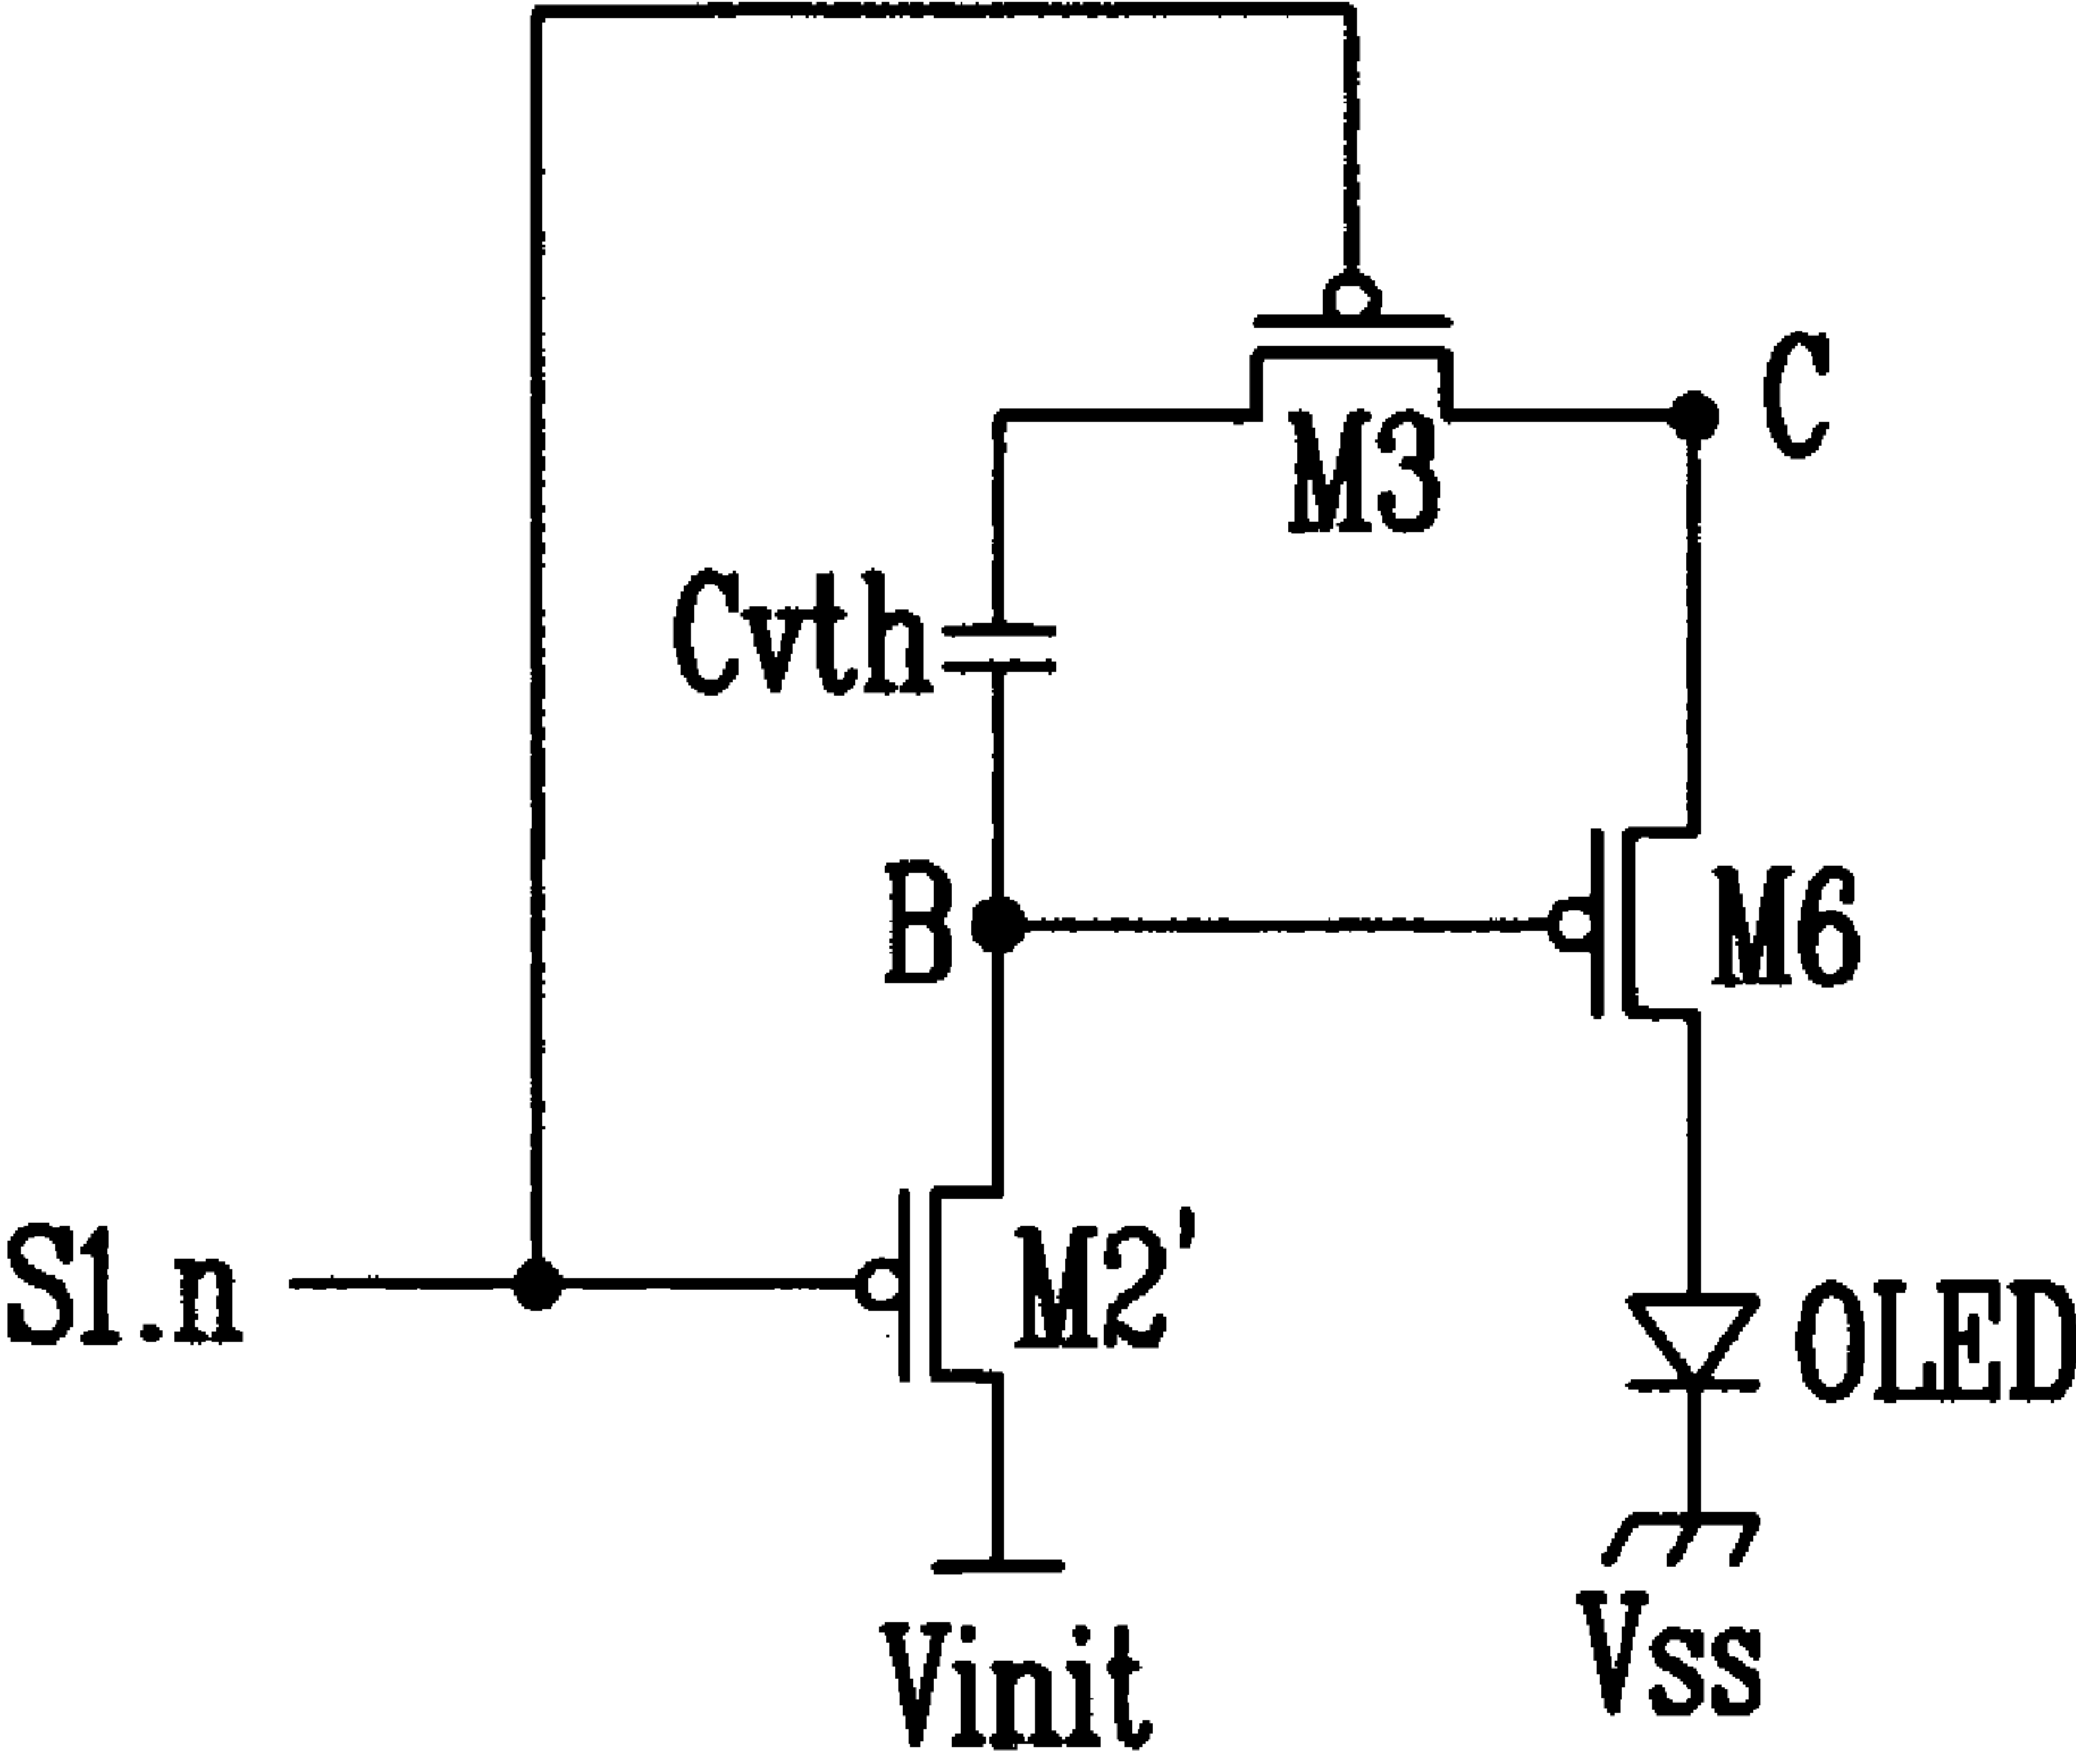 C
M3
Cvth
B
M6
S1.n
M2'
OLED
Vinit
Vss